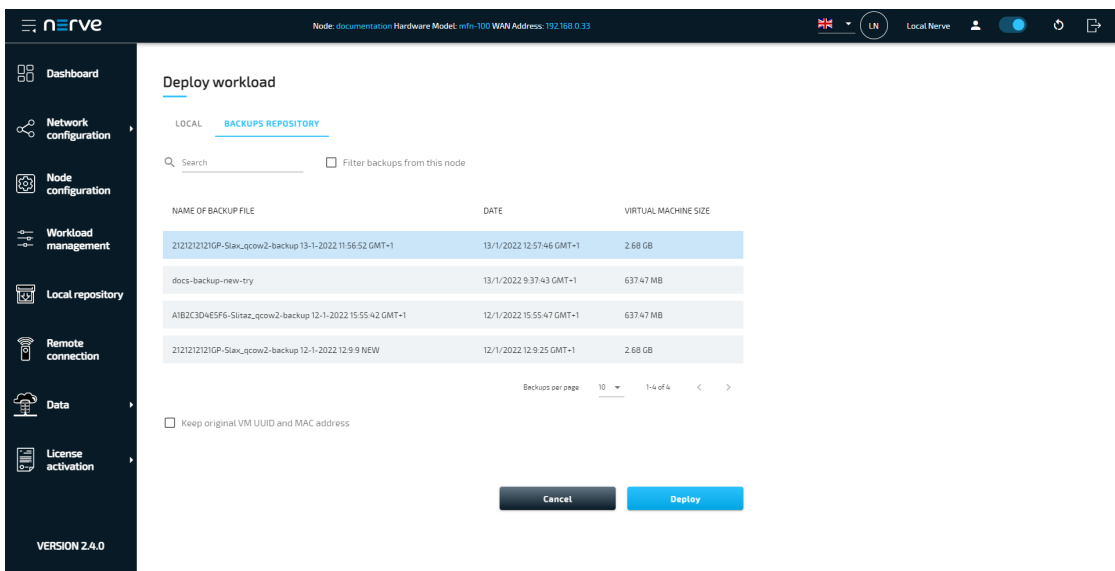 nerve
Node: documentation Hardware Model: mfn-100 WAN Address: 192.168.0.33
LN
Local Nerve
Dashboard
Network
configuration
Node
configuration
Workload
management
Local repository
Remote
connection
Data
License
activation
VERSION 2.4.0
Deploy workload
LOCAL BACKUPS REPOSITORY
Search
Filter backups from this node
NAME OF BACKUP FILE DATE VIRTUAL MACHINE SIZE
2121212121GP-Slax_qcow2-backup 13-1-2022 11:56:52 GMT+1 13/1/2022 12:57:46 GMT+1 2.68 GB
docs-backup-new-try 13/1/2022 9:37:43 GMT+1 637.47 MB
A1B2C3D4E5F6-Slitaz_qcow2-backup 12-1-2022 15:55:42 GMT+1 12/1/2022 15:55:47 GMT+1 637.47 MB
2121212121GP-Slax_qcow2-backup 12-1-2022 12:9:9 NEW 12/1/2022 12:9:25 GMT+1 2.68 GB
Backups per page 10 1-4 of 4
Keep original VM UUID and MAC address
Cancel Deploy